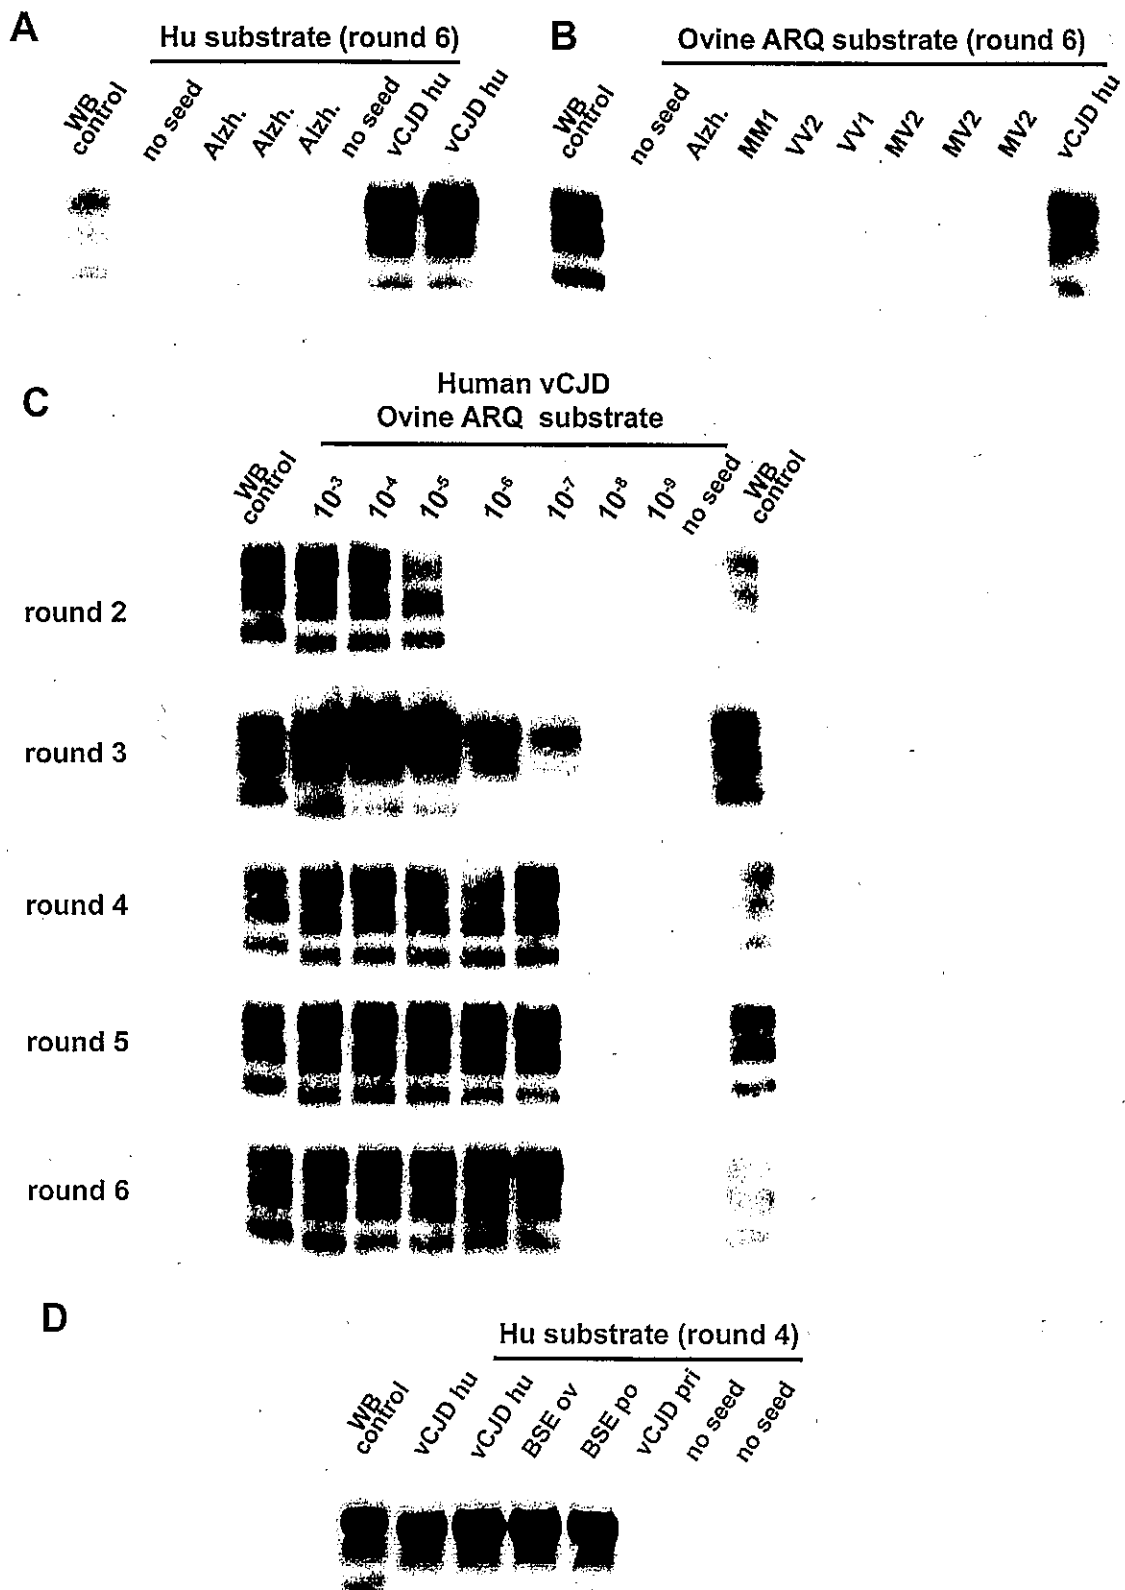 A
Hu substrate (round 6)
WB control
no seed
Alzh.
Alzh.
Alzh.
no seed
vCJD hu
vCJD hu
B
Ovine ARQ substrate (round 6)
WB control
no seed
Alzh.
MM1
VV2
VV1
MV2
MV2
MV2
vCJD hu
C
Human vCJD
Ovine ARQ substrate
WB control
10⁻³
10⁻⁴
10⁻⁵
10⁻⁶
10⁻⁷
10⁻⁸
10⁻⁹
no seed
WB control
round 2
round 3
round 4
round 5
round 6
D
Hu substrate (round 4)
WB control
vCJD hu
vCJD hu
BSE ov
BSE po
vCJD pri
no seed
no seed